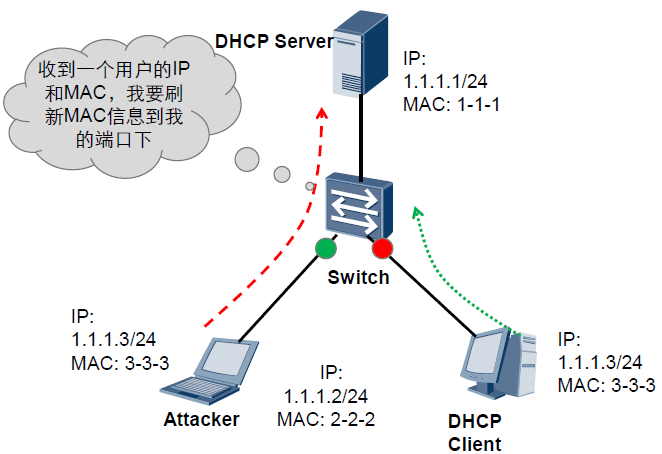 DHCP Server
IP:
1.1.1.1/24
MAC: 1-1-1
收到一个用户的IP
和MAC，我要刷
新MAC信息到我
的端口下
Switch
IP:
1.1.1.3/24
MAC: 3-3-3
Attacker
IP:
1.1.1.2/24
MAC: 2-2-2
DHCP
Client
IP:
1.1.1.3/24
MAC: 3-3-3